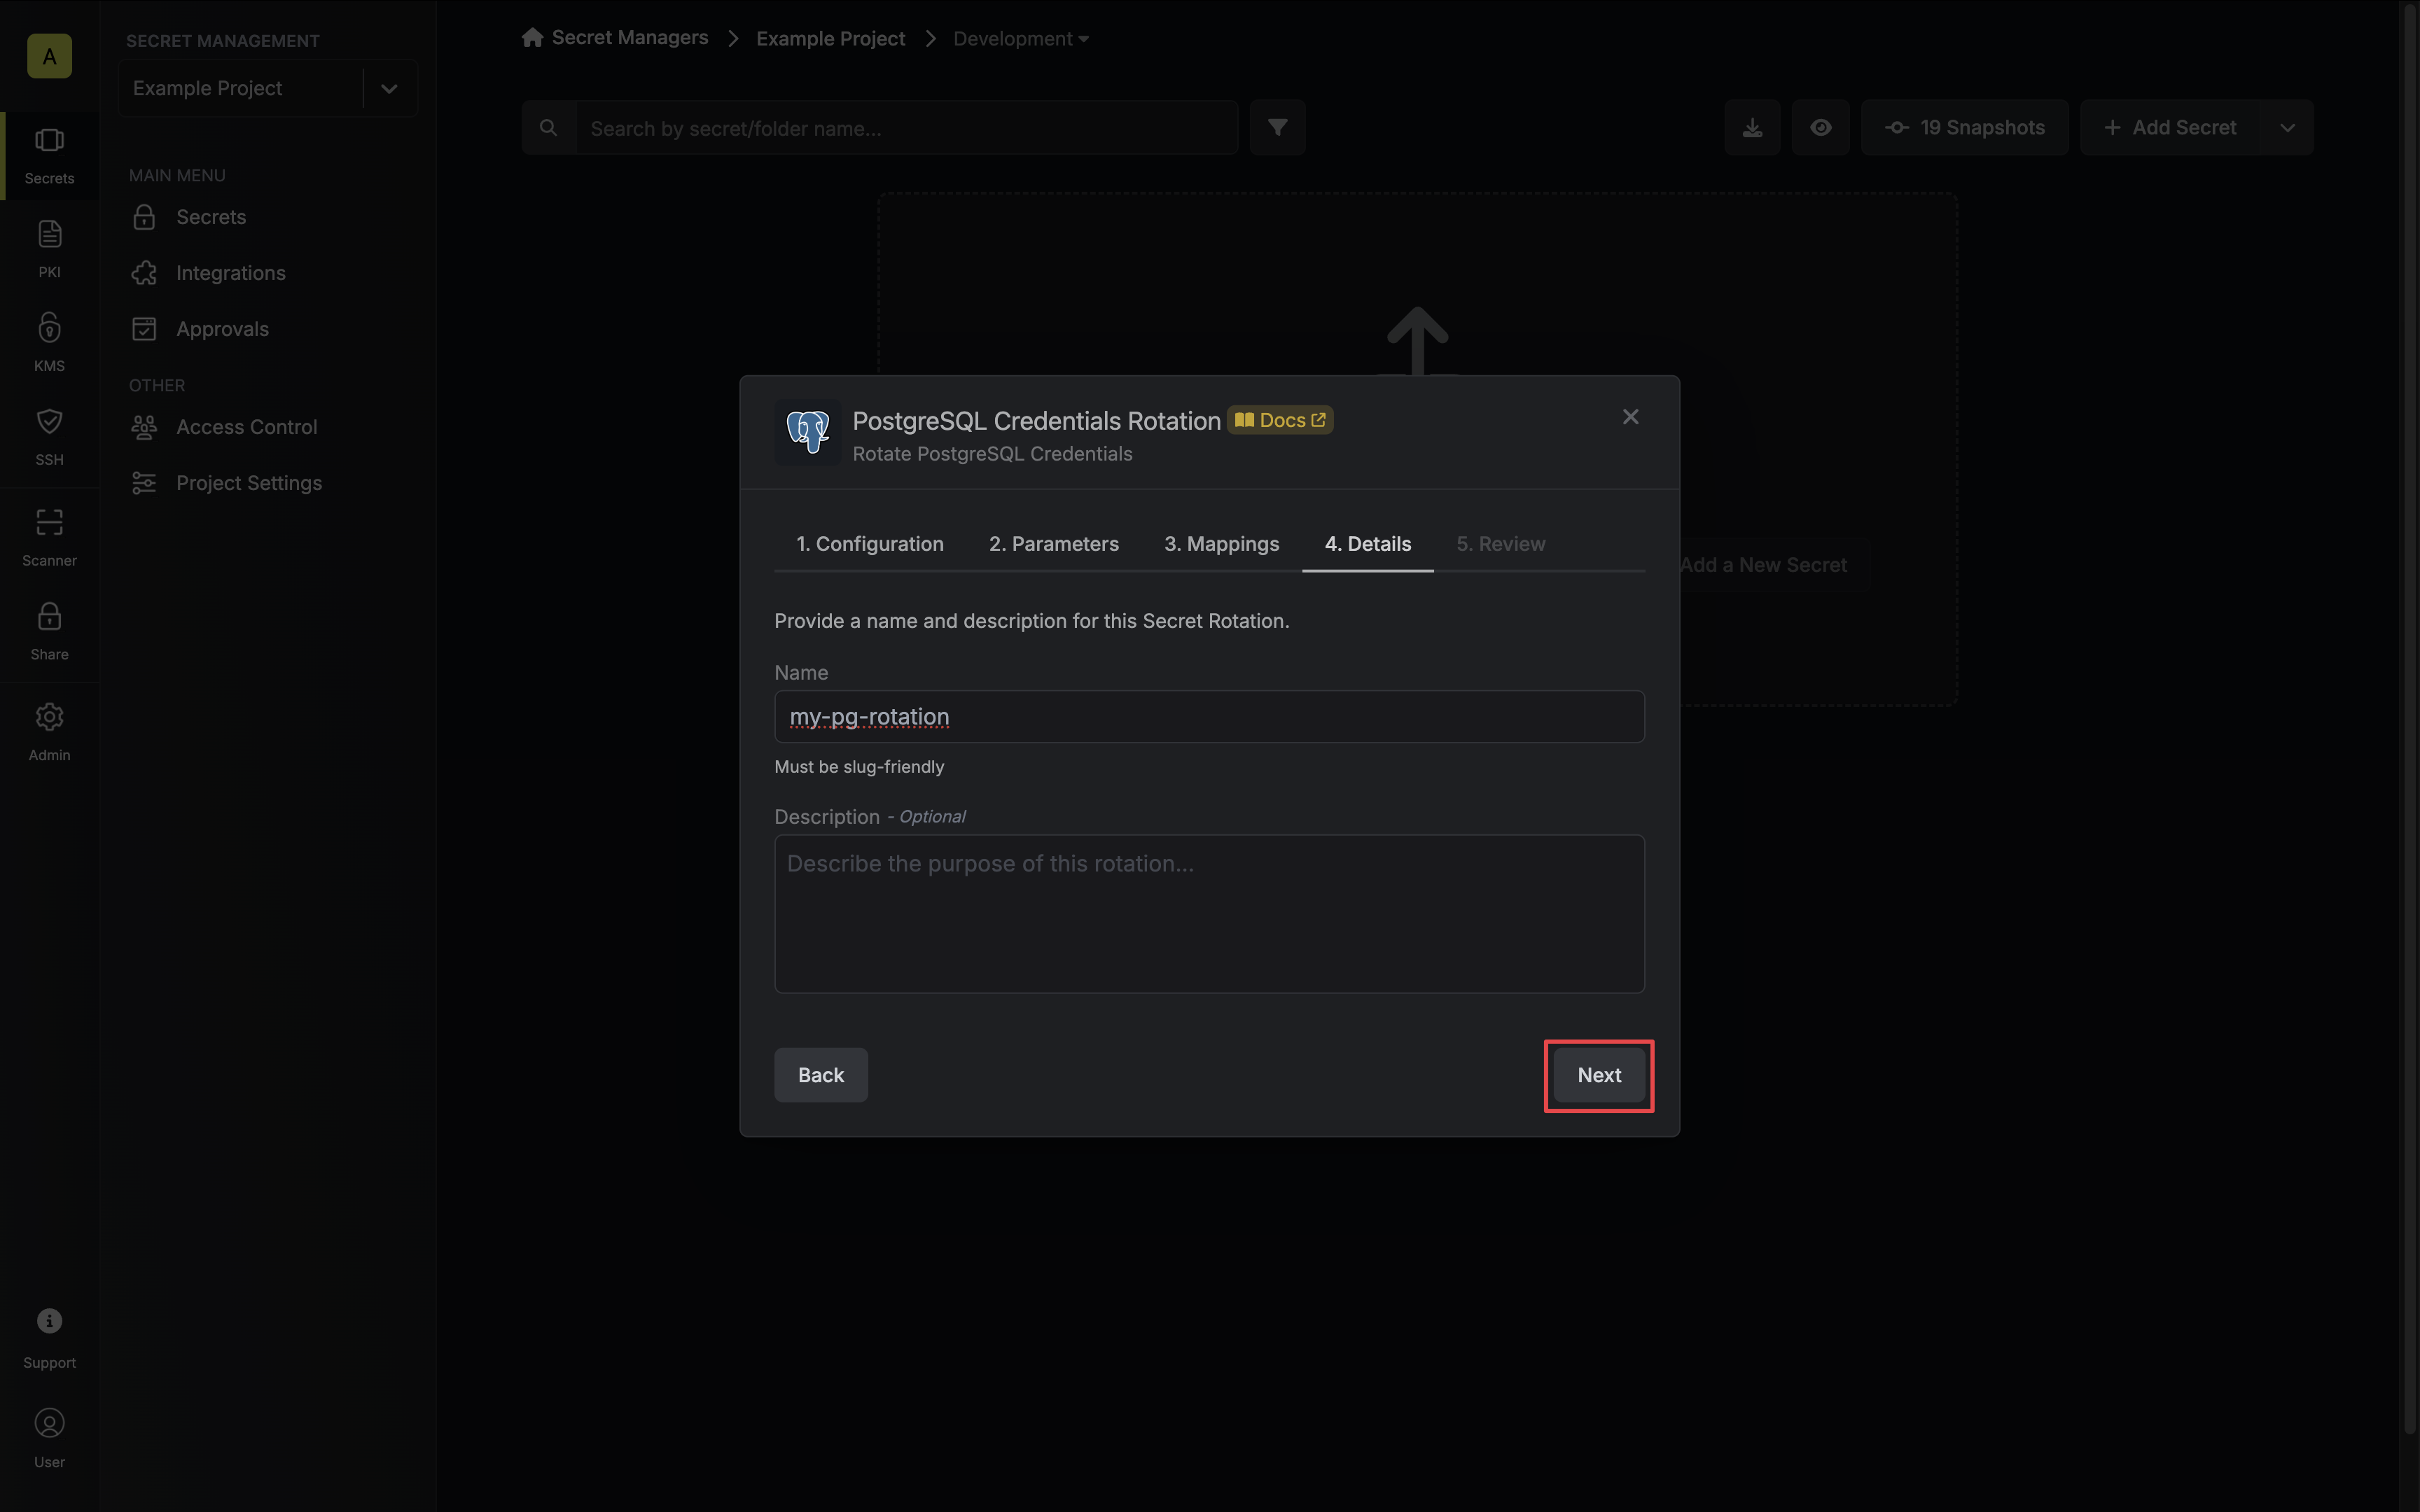 A
Secrets
PKI
KMS
SSH
Scanner
Share
Admin
Support
User
SECRET MANAGEMENT
Example Project
MAIN MENU
Secrets
Integrations
Approvals
OTHER
Access Control
Project Settings
Secret Managers
Example Project
Development
Search by secret/folder name...
19 Snapshots
Add Secret
Add a New Secret
PostgreSQL Credentials Rotation
Docs
Rotate PostgreSQL Credentials
1. Configuration
2. Parameters
3. Mappings
4. Details
5. Review
Provide a name and description for this Secret Rotation.
Name
my-pg-rotation
Must be slug-friendly
Description - Optional
Describe the purpose of this rotation...
Back
Next